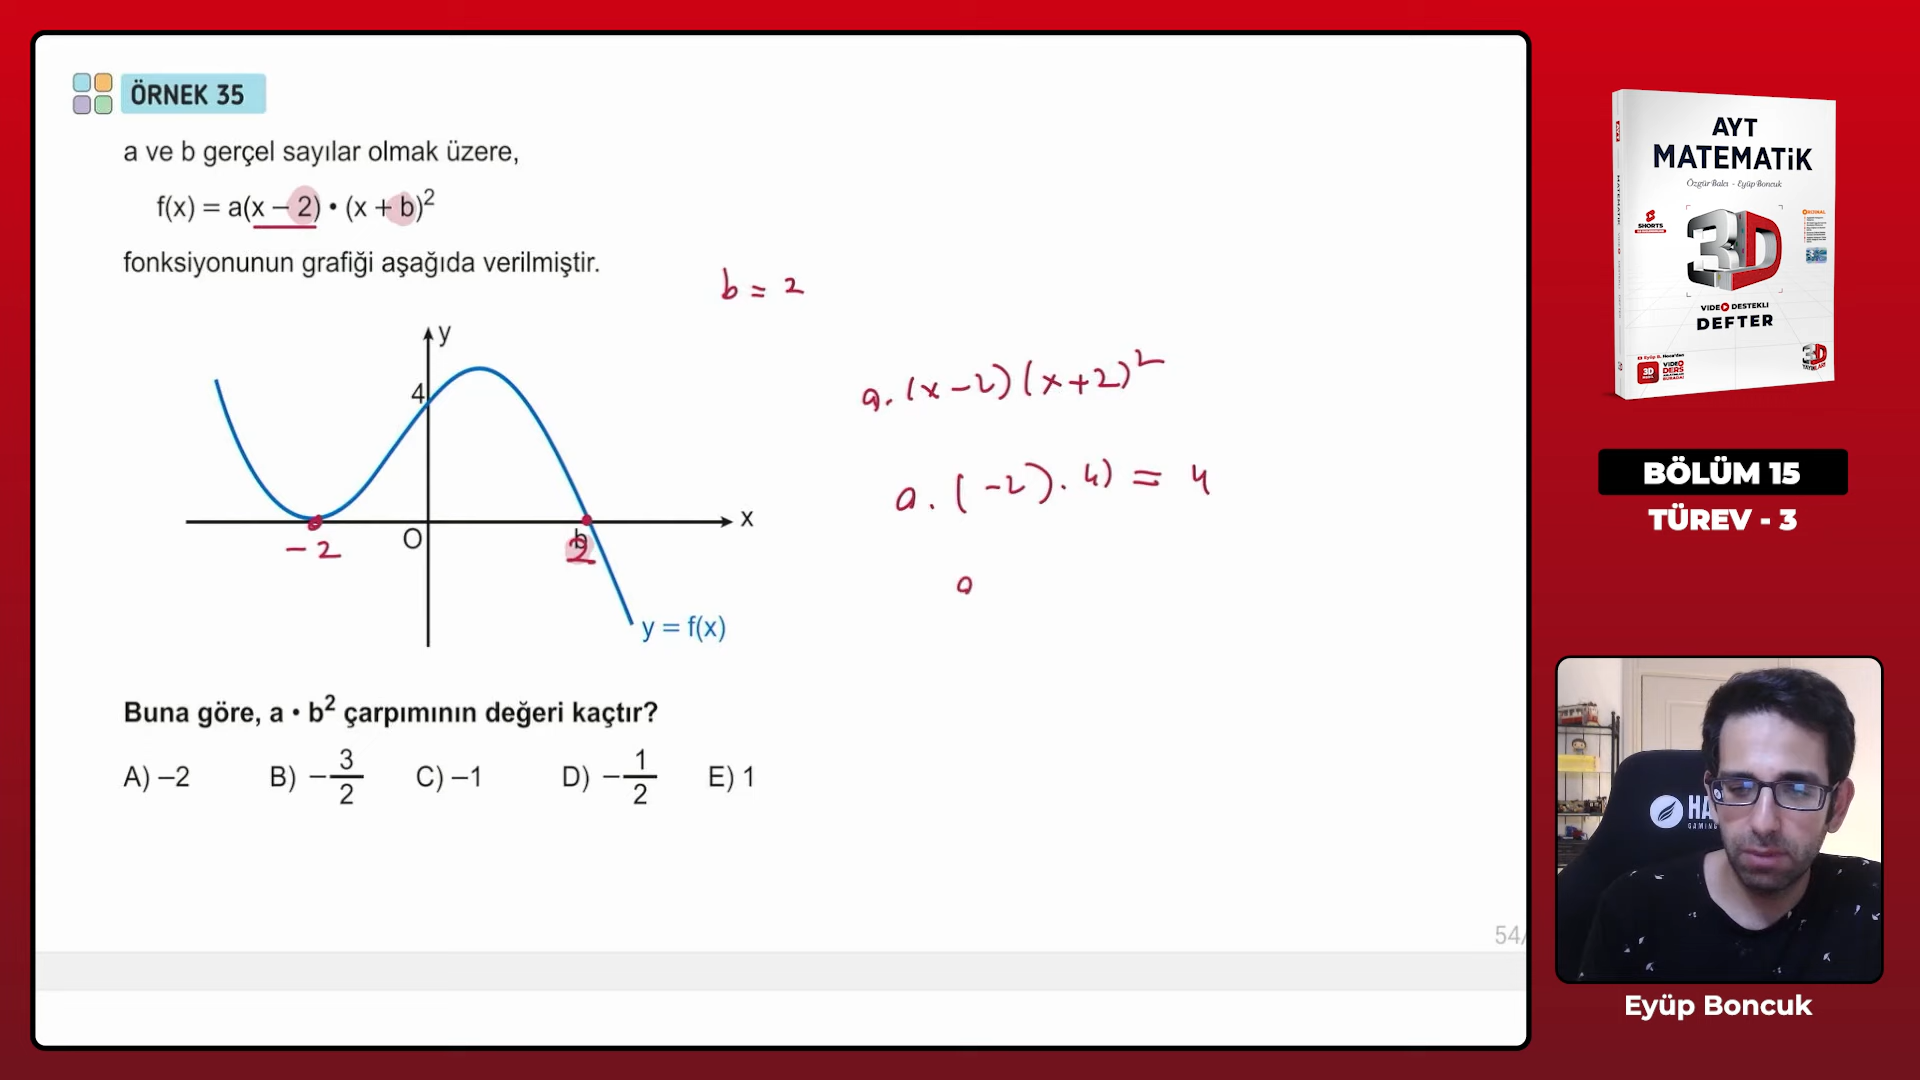 ÖRNEK 35
a ve b gerçel sayılar olmak üzere,
f(x) = a(x − 2) • (x + b)²
fonksiyonunun grafiği aşağıda verilmiştir.
b = 2
y
4
a. (x−2) (x+2)²
a. (−2). 4) = 4
a
x
O
b
−2
2
y = f(x)
Buna göre, a • b² çarpımının değeri kaçtır?
A) −2 B) −3/2 C) −1 D) −1/2 E) 1
54/
AYT
MATEMATİK
Özgür Balcı - Eyüp Boncuk
SHORTS
3D
VIDEO DESTEKLİ
DEFTER
BÖLÜM 15
TÜREV - 3
HA
GAMING
Eyüp Boncuk